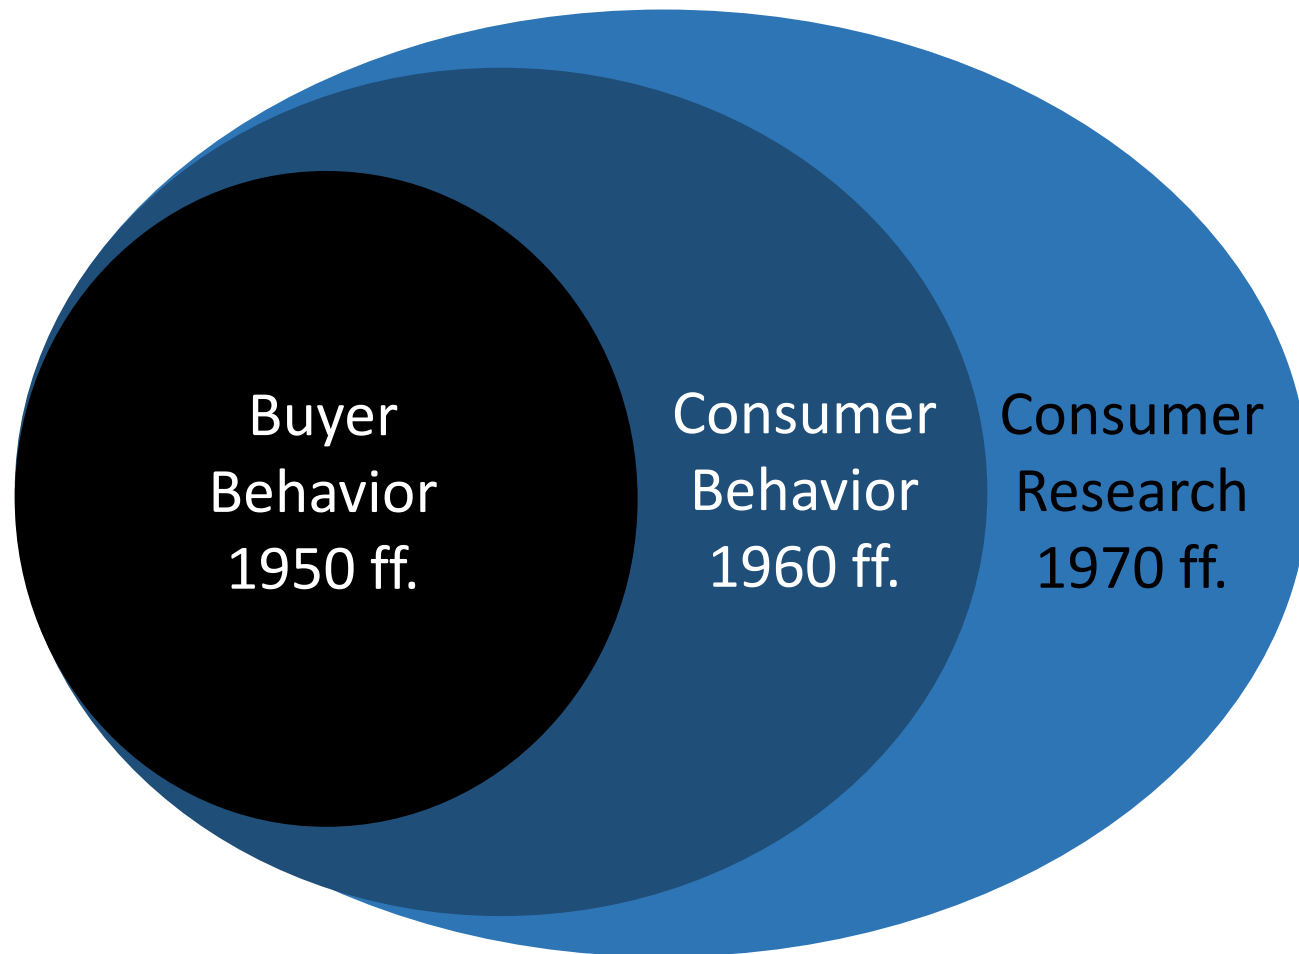 Buyer
Behavior
1950 ff.
Consumer
Behavior
1960 ff.
Consumer
Research
1970 ff.